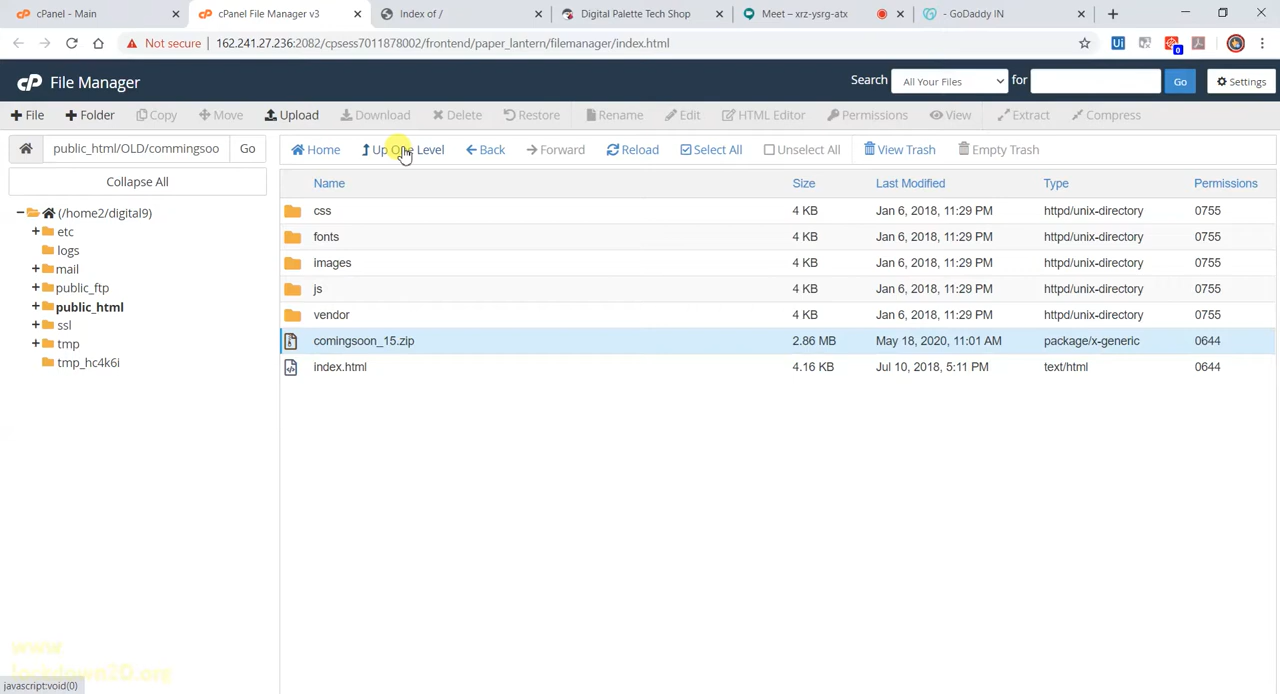 cPanel - Main
cPanel File Manager v3
Index of /
Digital Palette Tech Shop
Meet – xrz-ysrg-atx
- GoDaddy IN
Not secure | 162.241.27.236:2082/cpsess7011878002/frontend/paper_lantern/filemanager/index.html
cP File Manager
Search All Your Files for Go Settings
File Folder Copy Move Upload Download Delete Restore Rename Edit HTML Editor Permissions View Extract Compress
public_html/OLD/commingsoo Go
Home Up One Level Back Forward Reload Select All Unselect All View Trash Empty Trash
Collapse All
Name Size Last Modified Type Permissions
(/home2/digital9)
etc
logs
mail
public_ftp
public_html
ssl
tmp
tmp_hc4k6i
css 4 KB Jan 6, 2018, 11:29 PM httpd/unix-directory 0755
fonts 4 KB Jan 6, 2018, 11:29 PM httpd/unix-directory 0755
images 4 KB Jan 6, 2018, 11:29 PM httpd/unix-directory 0755
js 4 KB Jan 6, 2018, 11:29 PM httpd/unix-directory 0755
vendor 4 KB Jan 6, 2018, 11:29 PM httpd/unix-directory 0755
comingsoon_15.zip 2.86 MB May 18, 2020, 11:01 AM package/x-generic 0644
index.html 4.16 KB Jul 10, 2018, 5:11 PM text/html 0644
www
javascript:void(0)